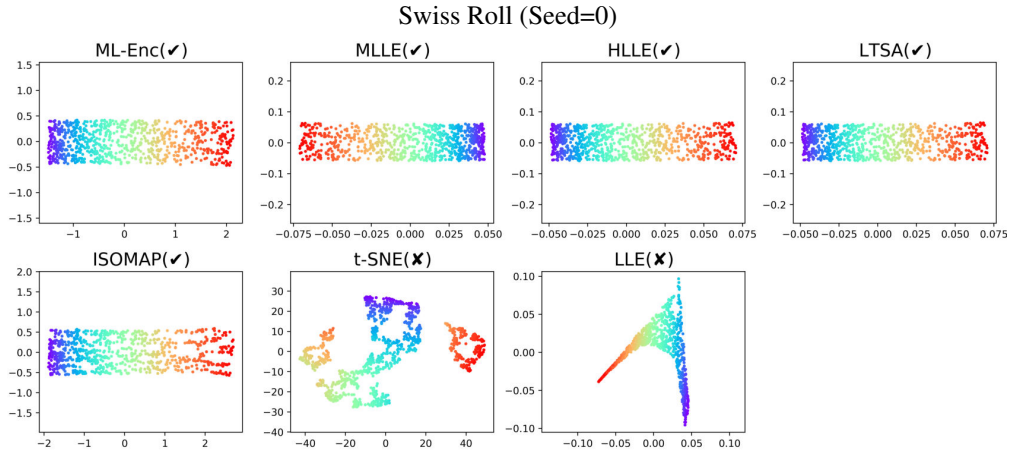 Swiss Roll (Seed=0)
ML-Enc(✔) MLLE(✔) HLLE(✔) LTSA(✔)
1.5 1.0 0.5 0.0 −0.5 −1.0 −1.5
−1 0 1 2
0.2 0.1 0.0 −0.1 −0.2
−0.075 −0.050 −0.025 0.000 0.025 0.050
0.2 0.1 0.0 −0.1 −0.2
−0.050 −0.025 0.000 0.025 0.050 0.075
0.2 0.1 0.0 −0.1 −0.2
−0.050 −0.025 0.000 0.025 0.050 0.075
ISOMAP(✔) t-SNE(✘) LLE(✘)
2.0 1.5 1.0 0.5 0.0 −0.5 −1.0 −1.5
−2 −1 0 1 2
40 30 20 10 0 −10 −20 −30 −40
−40 −20 0 20 40
0.10 0.05 0.00 −0.05 −0.10
−0.10 −0.05 0.00 0.05 0.10